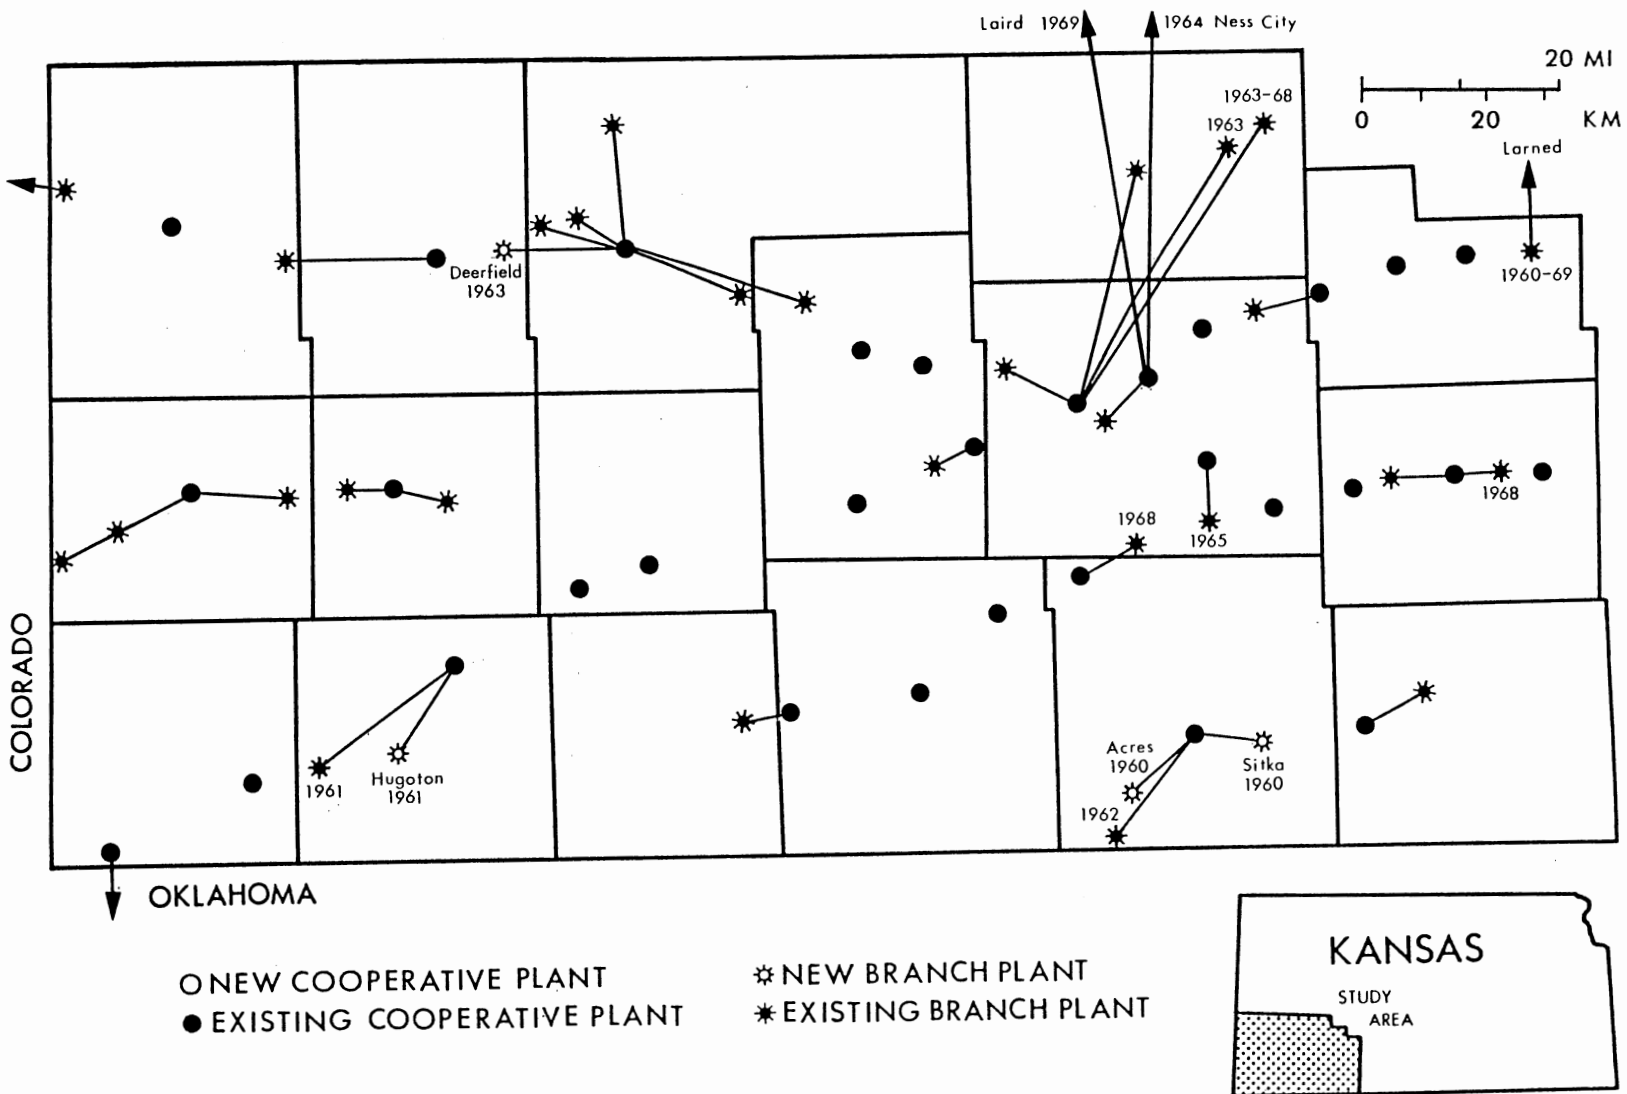 Laird 1969
1964 Ness City
20 MI
0 20 KM
1963-68
1963
Larned
1960-69
Deerfield
1963
1968
1965
1968
COLORADO
1961
Hugoton
1961
Acres
1960
1962
Sitka
1960
OKLAHOMA
NEW COOPERATIVE PLANT
EXISTING COOPERATIVE PLANT
NEW BRANCH PLANT
EXISTING BRANCH PLANT
KANSAS
STUDY
AREA